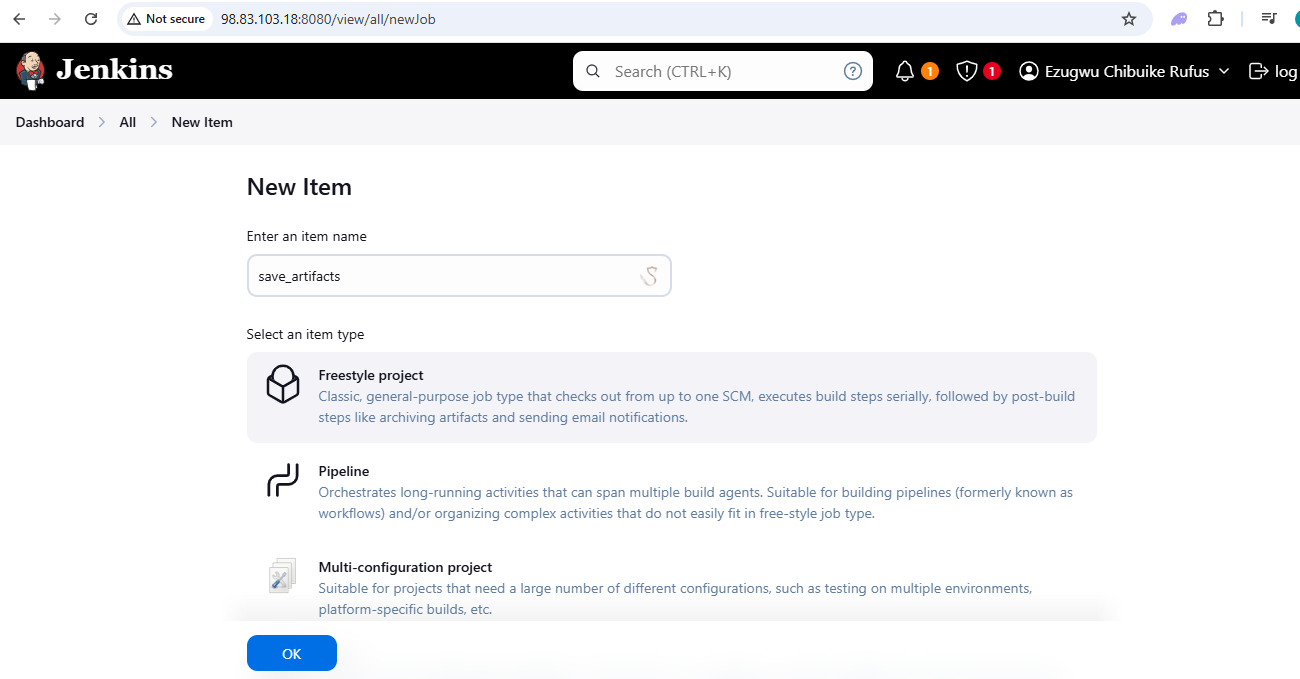 Not secure 98.83.103.18:8080/view/all/newJob
Jenkins Search (CTRL+K) ? 1 1 Ezugwu Chibuike Rufus log
Dashboard All New Item
New Item
Enter an item name
save_artifacts
Select an item type
Freestyle project
Classic, general-purpose job type that checks out from up to one SCM, executes build steps serially, followed by post-build
steps like archiving artifacts and sending email notifications.
Pipeline
Orchestrates long-running activities that can span multiple build agents. Suitable for building pipelines (formerly known as
workflows) and/or organizing complex activities that do not easily fit in free-style job type.
Multi-configuration project
Suitable for projects that need a large number of different configurations, such as testing on multiple environments,
platform-specific builds, etc.
OK